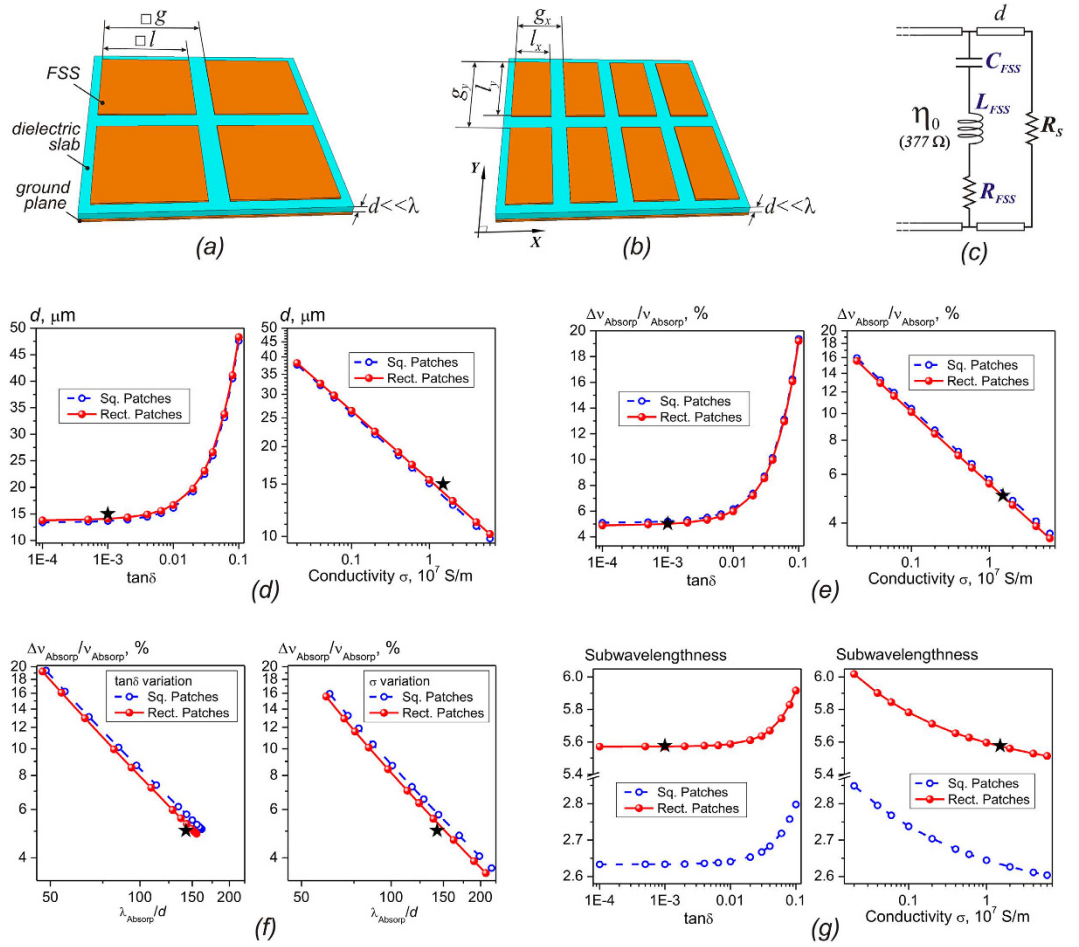 □ g
□ l
FSS
dielectric
slab
ground
plane
d<<λ
(a)
g_x
l_x
g_y
l_y
Y
X
d<<λ
(b)
d
C_FSS
L_FSS
η_0
(377 Ω)
R_FSS
R_s
(c)
d, μm
50
45
40
35
30
25
20
15
10
Sq. Patches
Rect. Patches
1E-4
1E-3
0.01
0.1
tanδ
d, μm
50
40
35
30
25
20
15
10
Sq. Patches
Rect. Patches
0.1
1
Conductivity σ, 10^7 S/m
(d)
Δν_Absorp/ν_Absorp, %
20
18
16
14
12
10
8
6
4
2
Sq. Patches
Rect. Patches
1E-4
1E-3
0.01
0.1
tanδ
20
18
16
14
12
10
8
6
4
Sq. Patches
Rect. Patches
0.1
1
Conductivity σ, 10^7 S/m
(e)
Δν_Absorp/ν_Absorp, %
20
18
16
14
12
10
8
6
4
tanδ variation
Sq. Patches
Rect. Patches
50
100
150
200
λ_Absorp/d
Δν_Absorp/ν_Absorp, %
20
18
16
14
12
10
8
6
4
σ variation
Sq. Patches
Rect. Patches
50
100
150
200
λ_Absorp/d
(f)
Subwavelengthness
6.0
5.8
5.6
5.4
2.8
2.7
2.6
Rect. Patches
Sq. Patches
Rect. Patches
1E-4
1E-3
0.01
0.1
tanδ
Subwavelengthness
6.0
5.8
5.6
5.4
2.8
2.7
2.6
Sq. Patches
Rect. Patches
0.1
1
Conductivity σ, 10^7 S/m
(g)